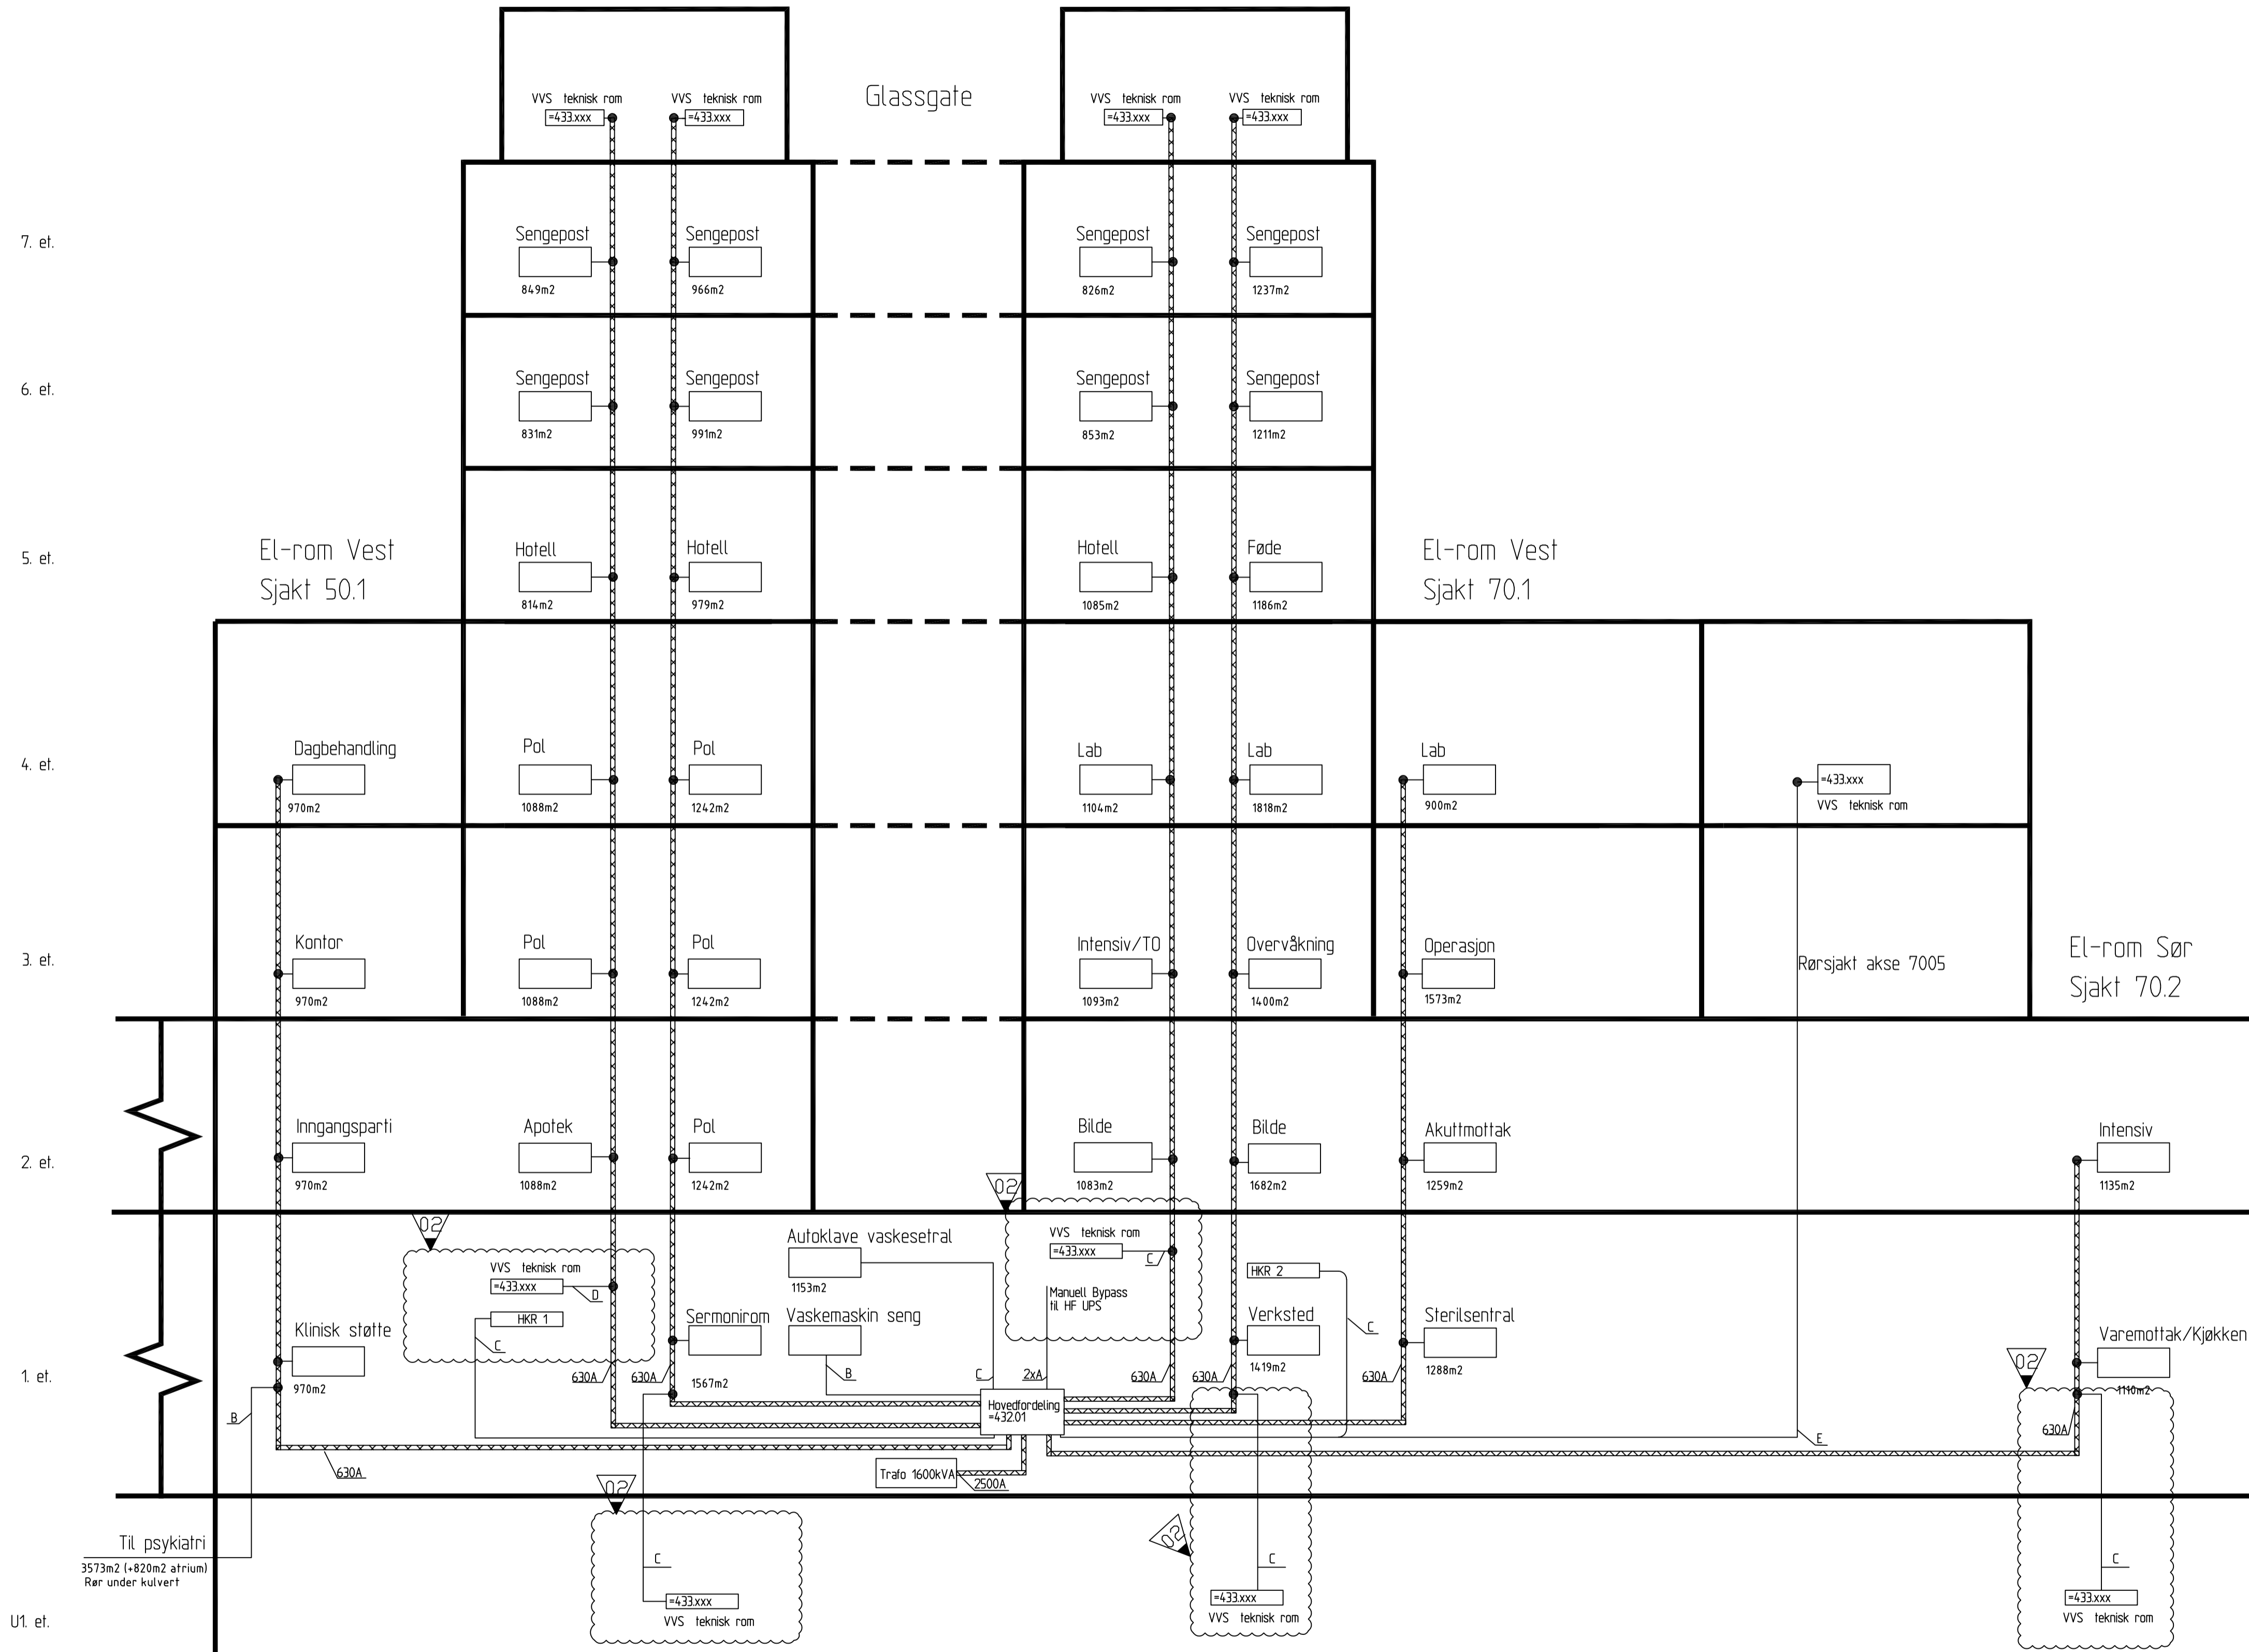 Glassgate
VVS teknisk rom
=433.xxx
VVS teknisk rom
=433.xxx
VVS teknisk rom
=433.xxx
VVS teknisk rom
=433.xxx
7. et.
Sengepost
849m2
Sengepost
966m2
Sengepost
826m2
Sengepost
1237m2
6. et.
Sengepost
831m2
Sengepost
991m2
Sengepost
853m2
Sengepost
1211m2
5. et.
El-rom Vest
Sjakt 50.1
Hotell
814m2
Hotell
979m2
Hotell
1085m2
Føde
1186m2
El-rom Vest
Sjakt 70.1
4. et.
Dagbehandling
970m2
Pol
1088m2
Pol
1242m2
Lab
1104m2
Lab
1818m2
Lab
900m2
=433.xxx
VVS teknisk rom
3. et.
Kontor
970m2
Pol
1088m2
Pol
1242m2
Intensiv/TO
1093m2
Overvåkning
1400m2
Operasjon
1573m2
Rørsjakt akse 7005
El-rom Sør
Sjakt 70.2
2. et.
Inngangsparti
970m2
Apotek
1088m2
Pol
1242m2
Bilde
1083m2
Bilde
1682m2
Akuttmottak
1259m2
Intensiv
1135m2
1. et.
Klinisk støtte
970m2
B
630A
02
VVS teknisk rom
=433.xxx
D
HKR 1
C
630A
630A
Sermonirom
1567m2
Autoklave vaskesetral
1153m2
Vaskemaskin seng
B
C
2xA
02
VVS teknisk rom
=433.xxx
C
Manuell Bypass
til HF UPS
Hovedfordeling
=432.01
Trafo 1600kVA
2500A
630A
630A
HKR 2
C
Verksted
1419m2
630A
Sterilsentral
1288m2
E
Varemottak/Kjøkken
1110m2
02
630A
Til psykiatri
3573m2 (+820m2 atrium)
Rør under kulvert
U1. et.
02
C
=433.xxx
VVS teknisk rom
02
C
=433.xxx
VVS teknisk rom
C
=433.xxx
VVS teknisk rom